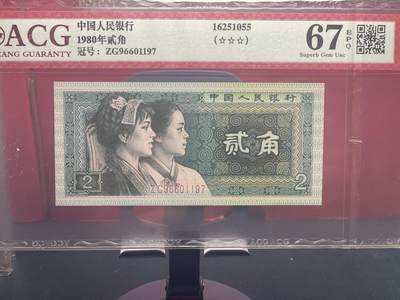 ACG
ZANG GUARANTY
中国人民银行
1980年贰角
冠号：ZG96601197
16251055
(☆☆☆)
67 EPQ
Superb Gem Unc
中国人民银行
贰角
2
2
ZG96601197